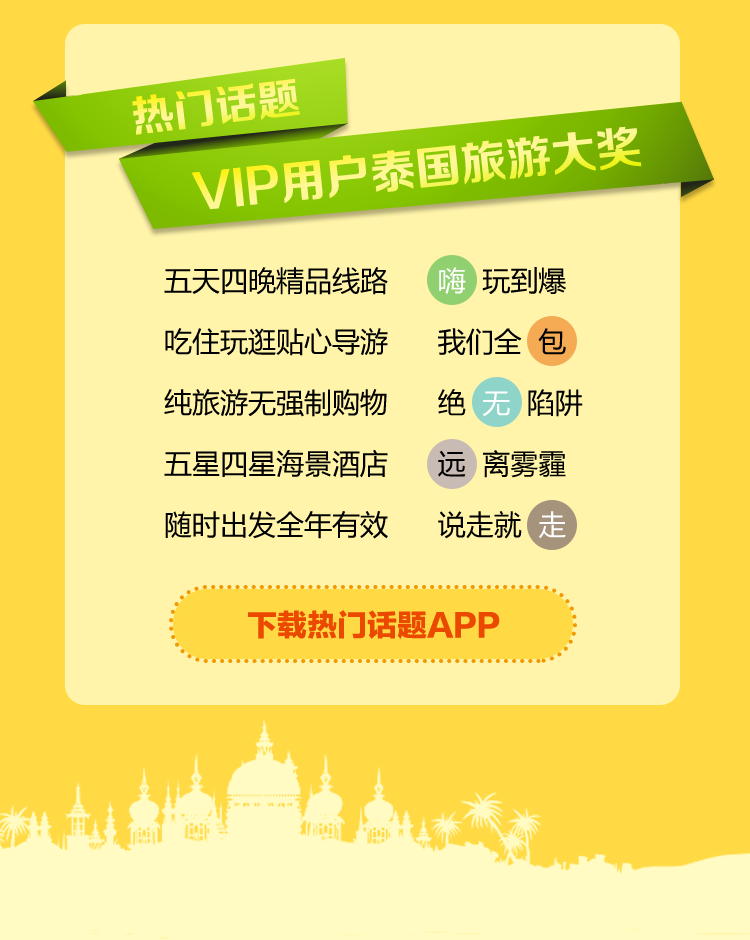 热门话题
VIP用户泰国旅游大奖
五天四晚精品线路 嗨玩到爆
吃住玩逛贴心导游 我们全包
纯旅游无强制购物 绝无陷阱
五星四星海景酒店 远离雾霾
随时出发全年有效 说走就走
下载热门话题APP